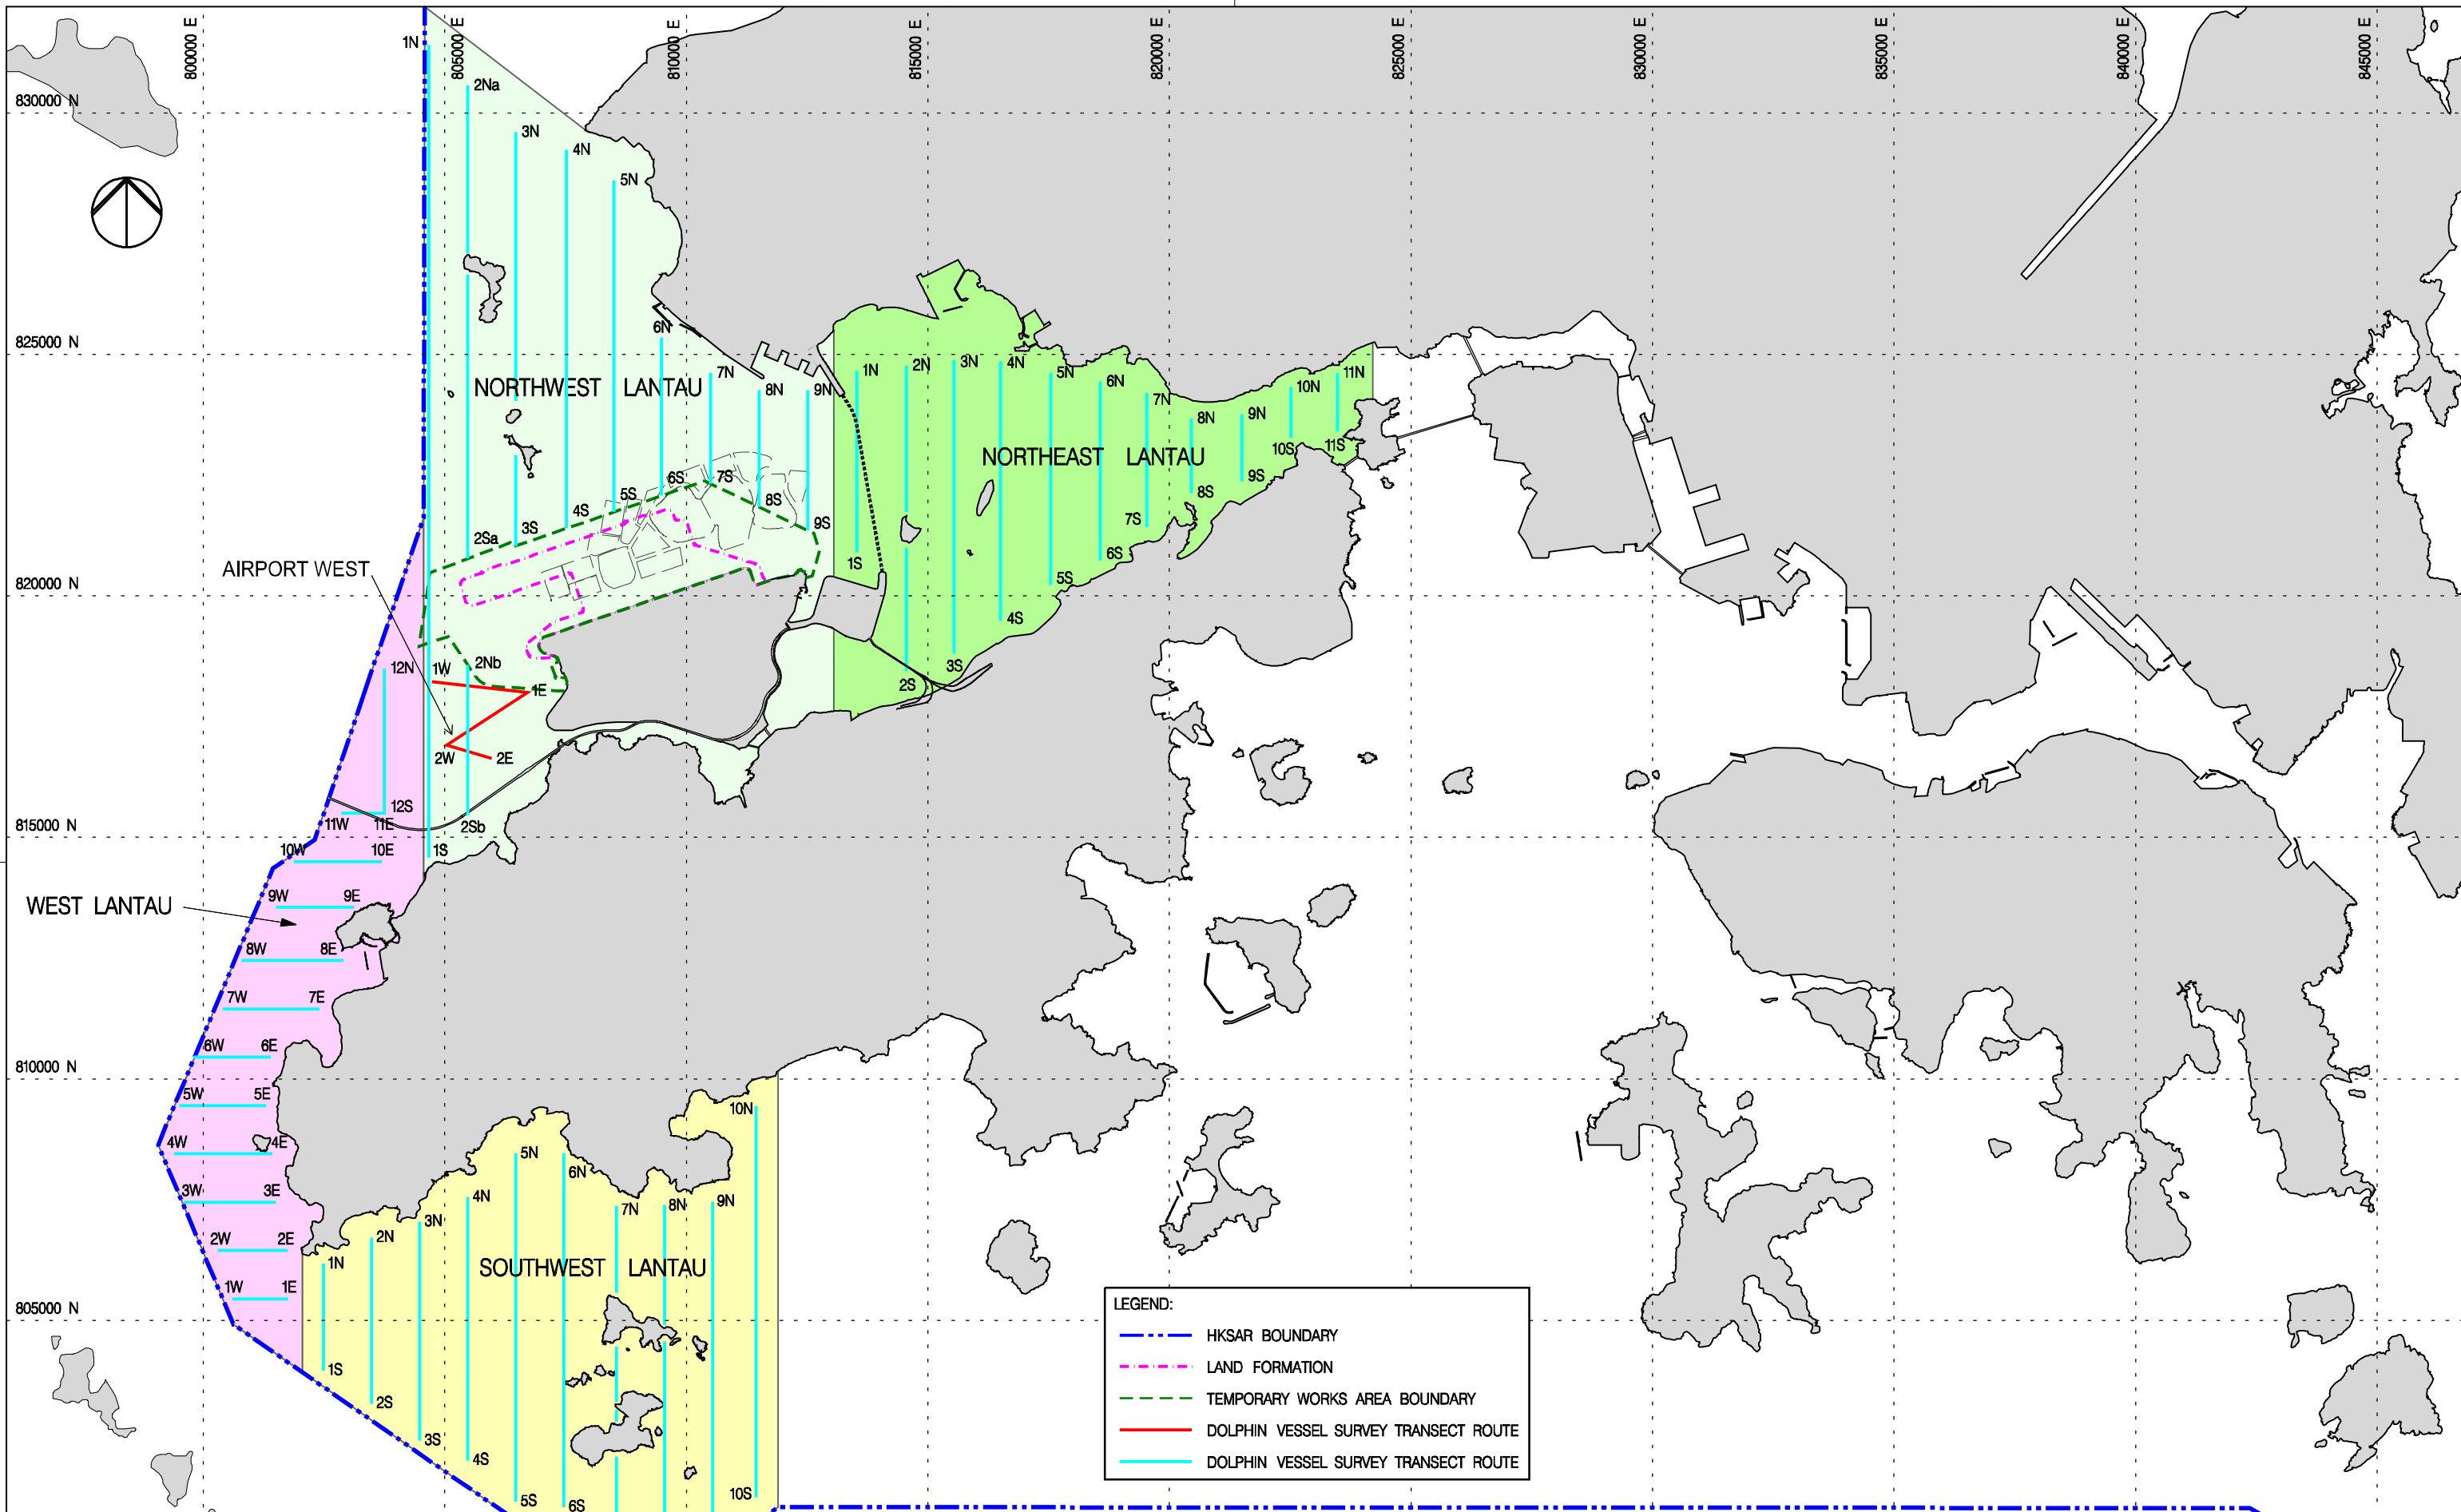 800000 E
805000 E
810000 E
815000 E
820000 E
825000 E
830000 E
835000 E
840000 E
845000 E
1N
2Na
830000 N
3N
4N
5N
6N
825000 N
7N
8N
9N
NORTHWEST LANTAU
1N
2N
3N
4N
5N
6N
7N
8N
9N
10N
11N
NORTHEAST LANTAU
10S
11S
9S
8S
7S
6S
5S
4S
3S
2S
1S
2Sa
3S
4S
5S
6S
7S
8S
9S
AIRPORT WEST
820000 N
12N
1W
2Nb
1E
2W
2E
12S
11W
11E
2Sb
815000 N
10W
10E
1S
9W
9E
WEST LANTAU
8W
8E
7W
7E
6W
6E
810000 N
5W
5E
4W
4E
3W
3E
2W
2E
1W
1E
805000 N
10N
5N
6N
4N
7N
8N
9N
3N
2N
1N
SOUTHWEST LANTAU
1S
2S
3S
4S
5S
6S
10S
LEGEND:
HKSAR BOUNDARY
LAND FORMATION
TEMPORARY WORKS AREA BOUNDARY
DOLPHIN VESSEL SURVEY TRANSECT ROUTE
DOLPHIN VESSEL SURVEY TRANSECT ROUTE